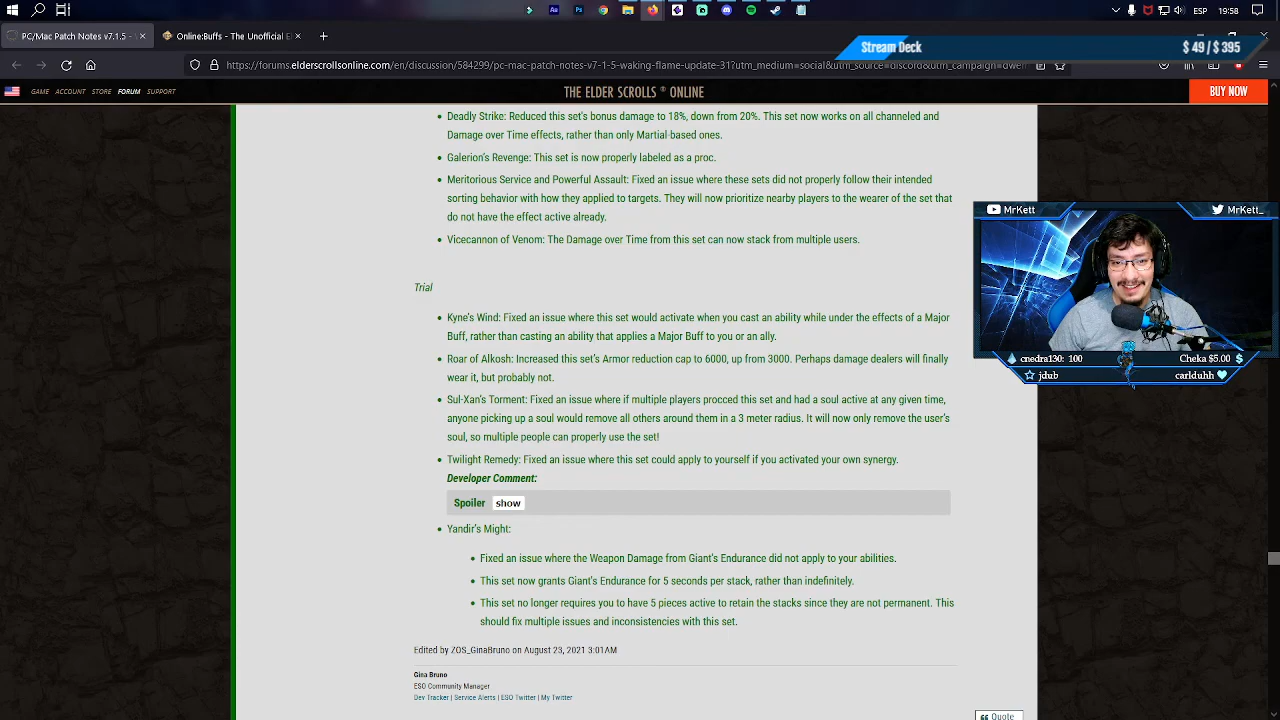 19:58
PC/Mac Patch Notes v7.1.5 -
Online:Buffs - The Unofficial El
Stream Deck
$ 49 / $ 395
https://forums.elderscrollsonline.com/en/discussion/584299/pc-mac-patch-notes-v7-1-5-waking-flame-update-31?utm_medium=social&utm_source=discord&utm_campaign=dwem
GAME ACCOUNT STORE FORUM SUPPORT
THE ELDER SCROLLS ® ONLINE
BUY NOW
Deadly Strike: Reduced this set's bonus damage to 18%, down from 20%. This set now works on all channeled and
Damage over Time effects, rather than only Martial-based ones.
Galerion's Revenge: This set is now properly labeled as a proc.
Meritorious Service and Powerful Assault: Fixed an issue where these sets did not properly follow their intended
sorting behavior with how they applied to targets. They will now prioritize nearby players to the wearer of the set that
do not have the effect active already.
Vicecannon of Venom: The Damage over Time from this set can now stack from multiple users.
Trial
Kyne's Wind: Fixed an issue where this set would activate when you cast an ability while under the effects of a Major
Buff, rather than casting an ability that applies a Major Buff to you or an ally.
Roar of Alkosh: Increased this set's Armor reduction cap to 6000, up from 3000. Perhaps damage dealers will finally
wear it, but probably not.
Sul-Xan's Torment: Fixed an issue where if multiple players procced this set and had a soul active at any given time,
anyone picking up a soul would remove all others around them in a 3 meter radius. It will now only remove the user's
soul, so multiple people can properly use the set!
Twilight Remedy: Fixed an issue where this set could apply to yourself if you activated your own synergy.
Developer Comment:
Spoiler show
Yandir's Might:
Fixed an issue where the Weapon Damage from Giant's Endurance did not apply to your abilities.
This set now grants Giant's Endurance for 5 seconds per stack, rather than indefinitely.
This set no longer requires you to have 5 pieces active to retain the stacks since they are not permanent. This
should fix multiple issues and inconsistencies with this set.
Edited by ZOS_GinaBruno on August 23, 2021 3:01AM
Gina Bruno
ESO Community Manager
Dev Tracker | Service Alerts | ESO Twitter | My Twitter
Quote
MrKett
MrKett_
cnedra130: 100
Cheka $5.00
jdub
carlduhh